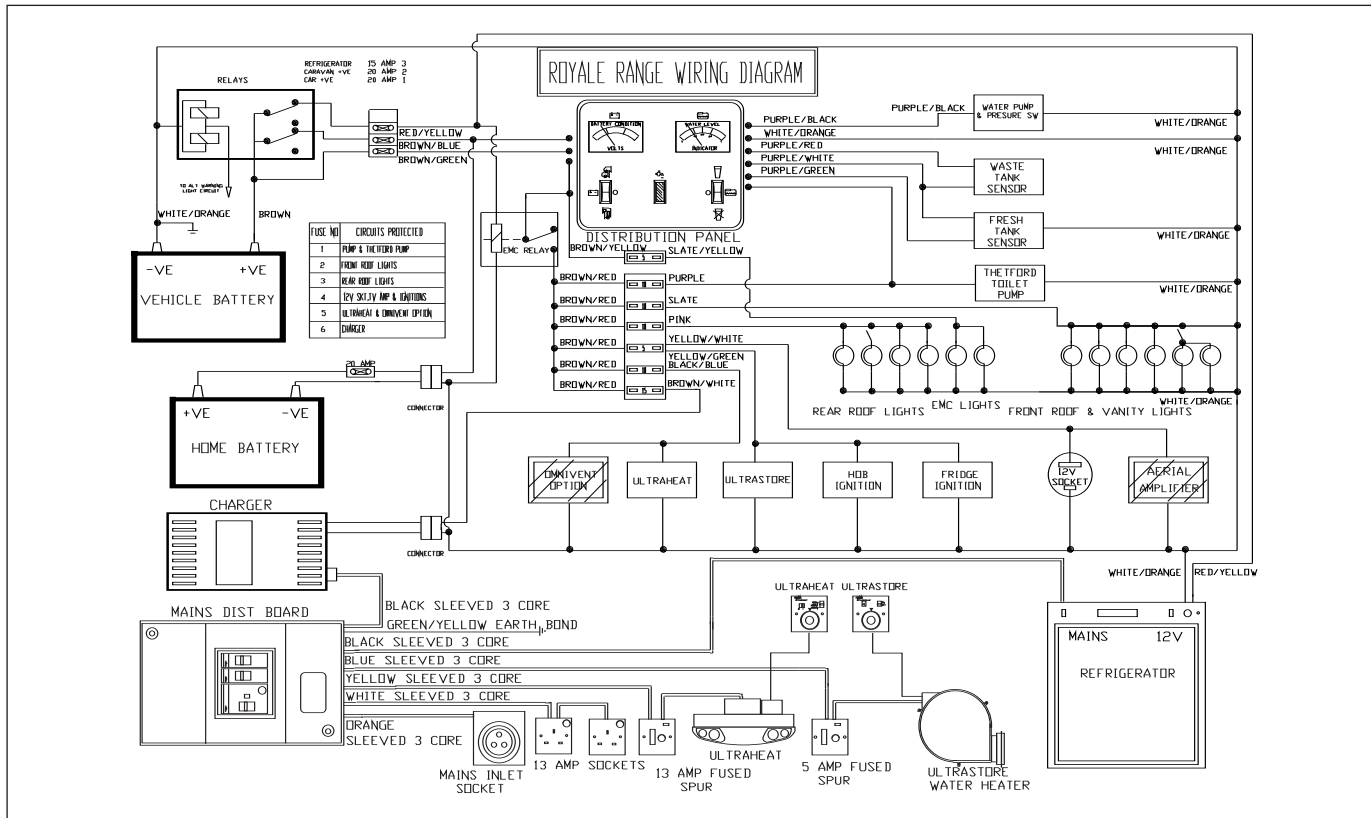 ROYALE RANGE WIRING DIAGRAM
REFRIGERATOR 15 AMP 3
CARAVAN +VE 20 AMP 2
CAR +VE 20 AMP 1
RELAYS
RED/YELLOW
BROWN/BLUE
BROWN/GREEN
TO ALT WARNING
LIGHT CIRCUIT
WHITE/ORANGE
BROWN
-VE +VE
VEHICLE BATTERY
FUSE NO CIRCUITS PROTECTED
1 PUMP & THETFORD PUMP
2 FRONT ROOF LIGHTS
3 REAR ROOF LIGHTS
4 12V SKT,TV AMP & IGNITIONS
5 ULTRAHEAT & OMNIVENT OPTION
6 CHARGER
BATTERY CONDITION
VOLTS
WATER LEVEL
INDICATOR
DISTRIBUTION PANEL
EMC RELAY
PURPLE/BLACK
WHITE/ORANGE
PURPLE/RED
PURPLE/WHITE
PURPLE/GREEN
PURPLE/BLACK
WATER PUMP
& PRESURE SW
WHITE/ORANGE
WHITE/ORANGE
WASTE
TANK
SENSOR
FRESH
TANK
SENSOR
WHITE/ORANGE
THETFORD
TOILET
PUMP
WHITE/ORANGE
BROWN/YELLOW
SLATE/YELLOW
BROWN/RED
PURPLE
BROWN/RED
SLATE
BROWN/RED
PINK
BROWN/RED
YELLOW/WHITE
YELLOW/GREEN
BROWN/RED
BLACK/BLUE
BROWN/RED
BROWN/WHITE
REAR ROOF LIGHTS
EMC LIGHTS
FRONT ROOF & VANITY LIGHTS
WHITE/ORANGE
20 AMP
CONNECTOR
+VE -VE
HOME BATTERY
OMNIVENT
OPTION
ULTRAHEAT
ULTRASTORE
HOB
IGNITION
FRIDGE
IGNITION
12V
SOCKET
AERIAL
AMPLIFIER
CHARGER
CONNECTOR
WHITE/ORANGE
RED/YELLOW
MAINS DIST BOARD
BLACK SLEEVED 3 CORE
GREEN/YELLOW EARTH BOND
BLACK SLEEVED 3 CORE
BLUE SLEEVED 3 CORE
YELLOW SLEEVED 3 CORE
WHITE SLEEVED 3 CORE
ORANGE
SLEEVED 3 CORE
MAINS INLET
SOCKET
13 AMP SOCKETS
13 AMP FUSED
SPUR
ULTRAHEAT
ULTRAHEAT ULTRASTORE
5 AMP FUSED
SPUR
ULTRASTORE
WATER HEATER
MAINS 12V
REFRIGERATOR